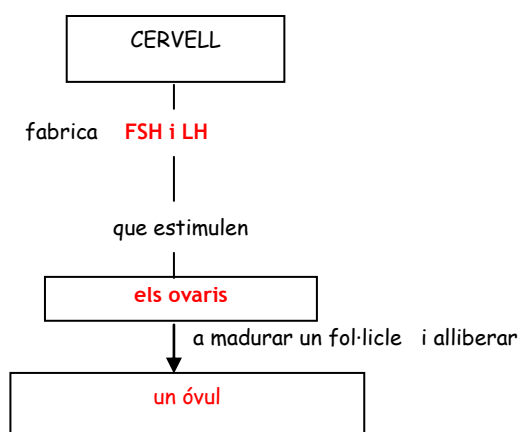 CERVELL
fabrica FSH i LH
que estimulen
els ovaris
a madurar un fol·licle i alliberar
un óvul